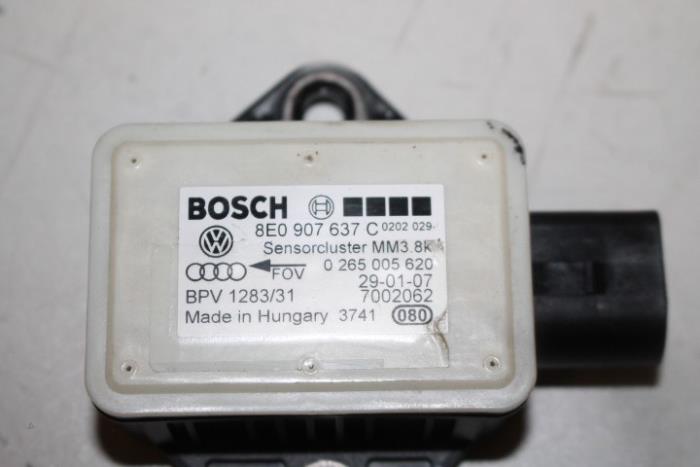 BOSCH
8E0 907 637 C 0202 029
Sensorcluster MM3.8k
FOV 0 265 005 620
29-01-07
BPV 1283/31 7002062
Made in Hungary 3741 080